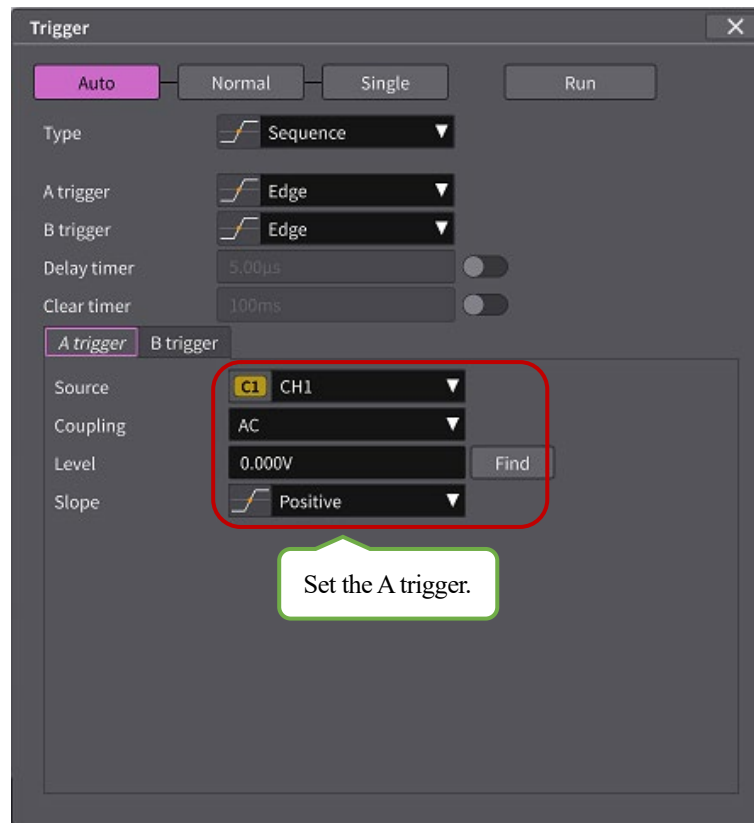 Trigger
Auto Normal Single Run
Type Sequence
A trigger Edge
B trigger Edge
Delay timer 5.00µs
Clear timer 100ms
A trigger B trigger
Source C1 CH1
Coupling AC
Level 0.000V Find
Slope Positive
Set the A trigger.